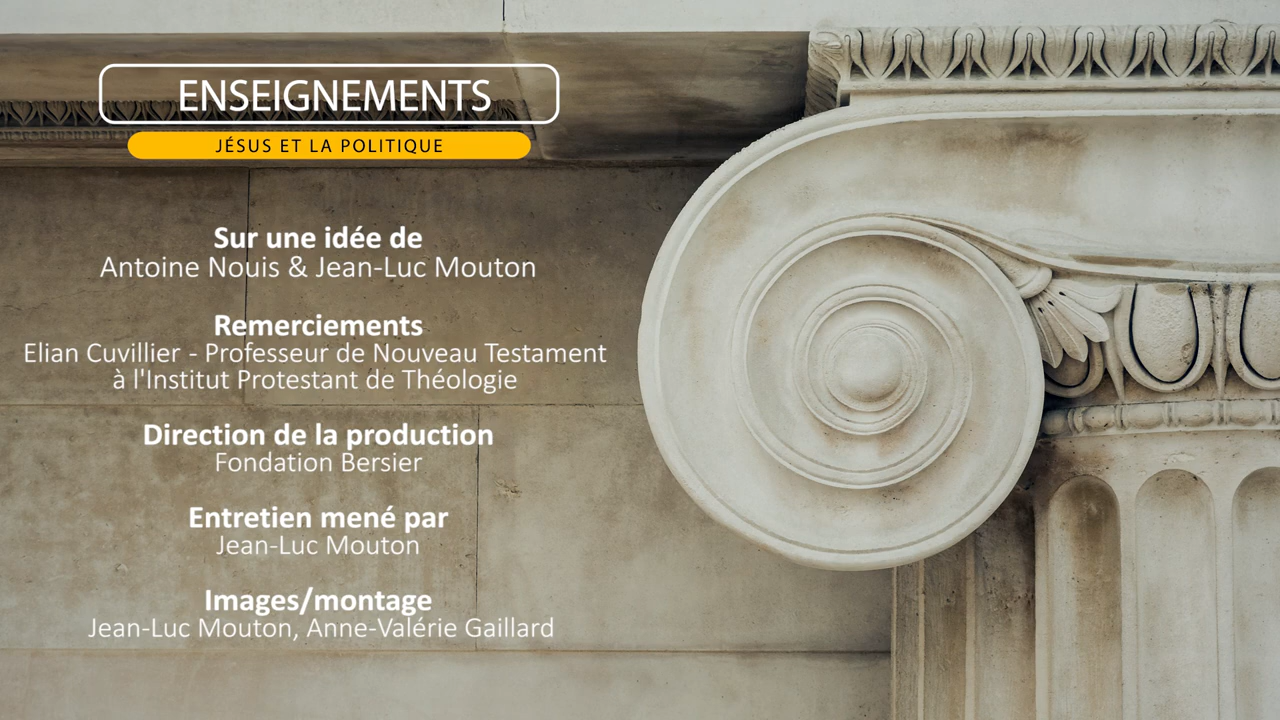 ENSEIGNEMENTS
JÉSUS ET LA POLITIQUE
Sur une idée de
Antoine Nouis & Jean-Luc Mouton
Remerciements
Elian Cuvillier - Professeur de Nouveau Testament
à l'Institut Protestant de Théologie
Direction de la production
Fondation Bersier
Entretien mené par
Jean-Luc Mouton
Images/montage
Jean-Luc Mouton, Anne-Valérie Gaillard